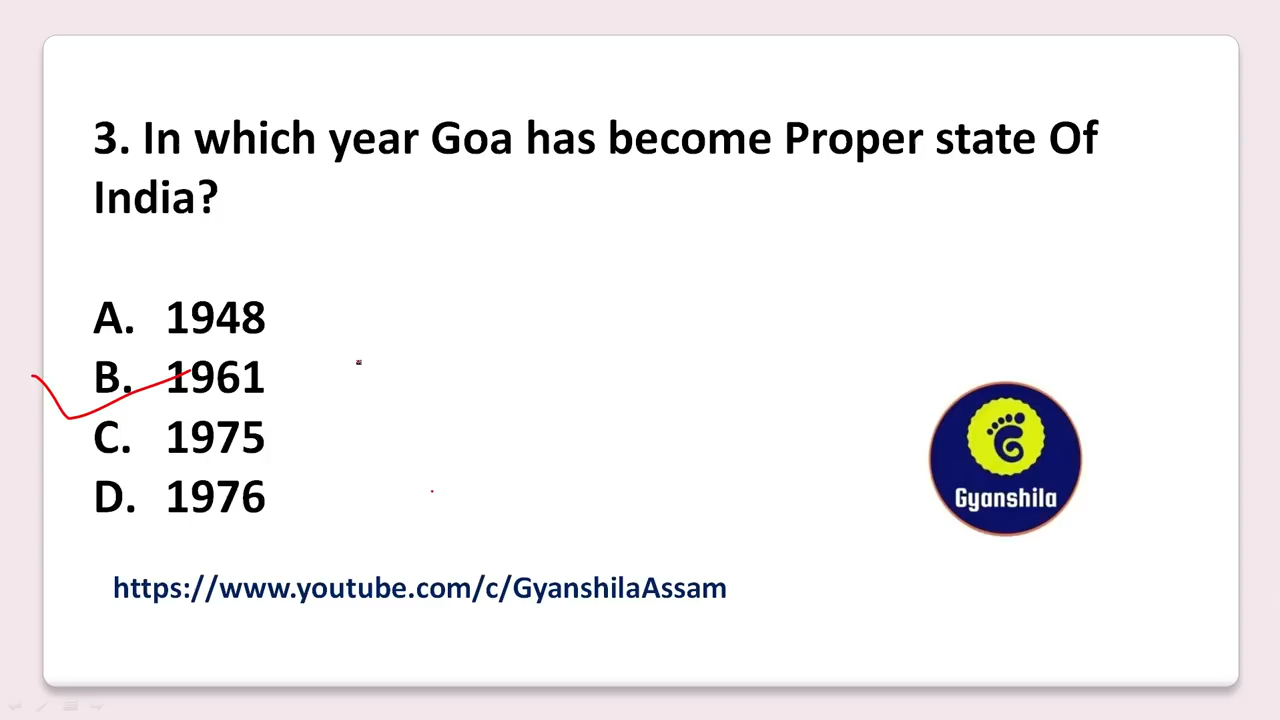 3. In which year Goa has become Proper state Of
India?
A. 1948
B. 1961
C. 1975
D. 1976
Gyanshila
https://www.youtube.com/c/GyanshilaAssam